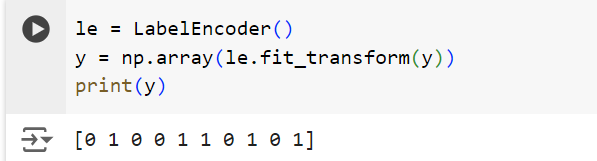 le = LabelEncoder()
y = np.array(le.fit_transform(y))
print(y)
[0 1 0 0 1 1 0 1 0 1]